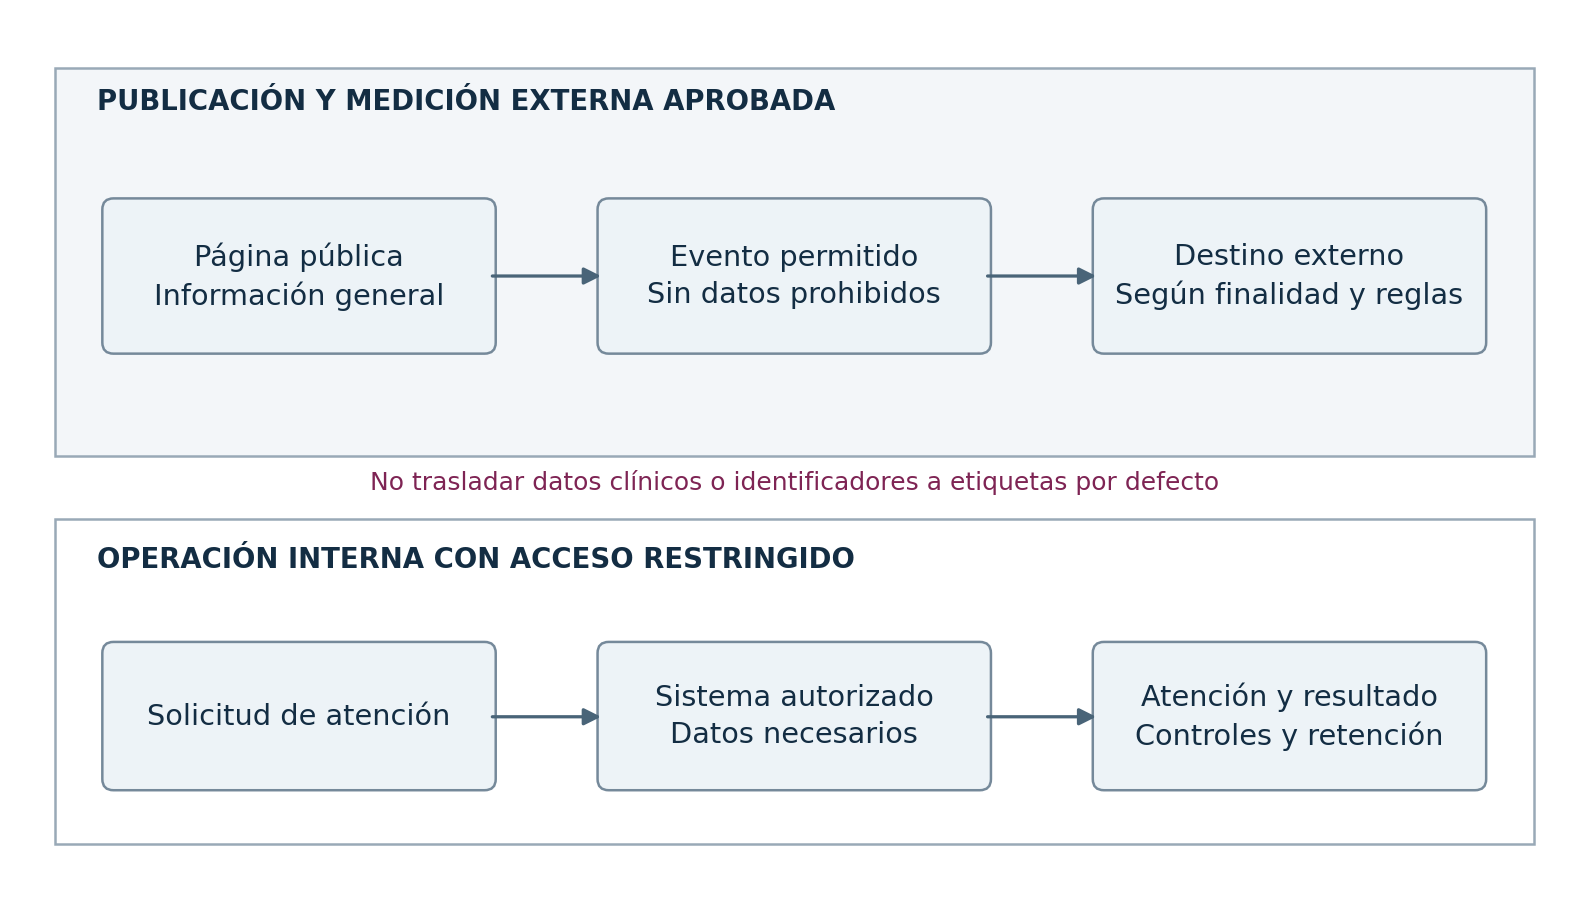 PUBLICACIÓN Y MEDICIÓN EXTERNA APROBADA
Página pública
Información general
Evento permitido
Sin datos prohibidos
Destino externo
Según finalidad y reglas
No trasladar datos clínicos o identificadores a etiquetas por defecto
OPERACIÓN INTERNA CON ACCESO RESTRINGIDO
Solicitud de atención
Sistema autorizado
Datos necesarios
Atención y resultado
Controles y retención